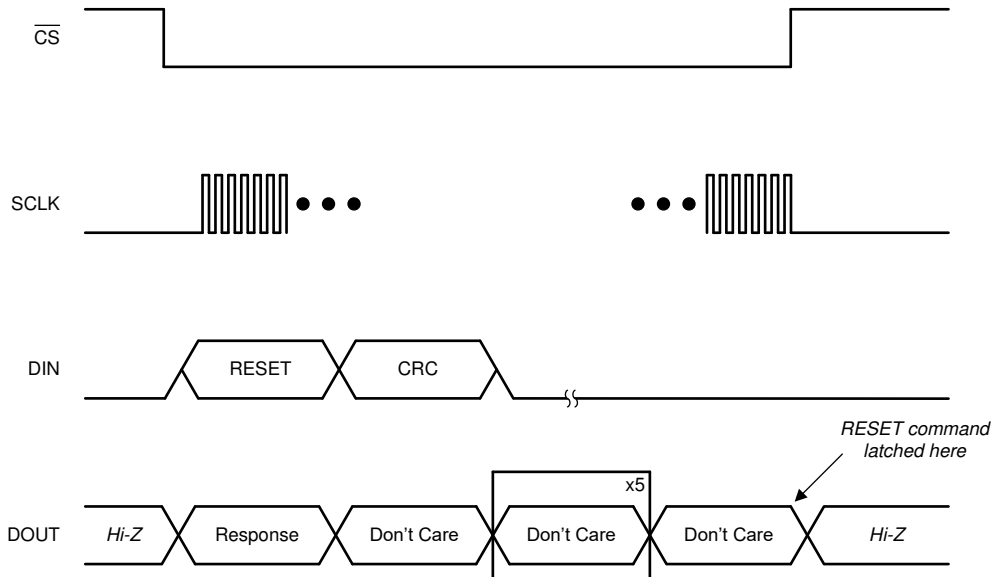 CS
SCLK
DIN
RESET
CRC
RESET command
latched here
x5
DOUT
Hi-Z
Response
Don't Care
Don't Care
Don't Care
Hi-Z